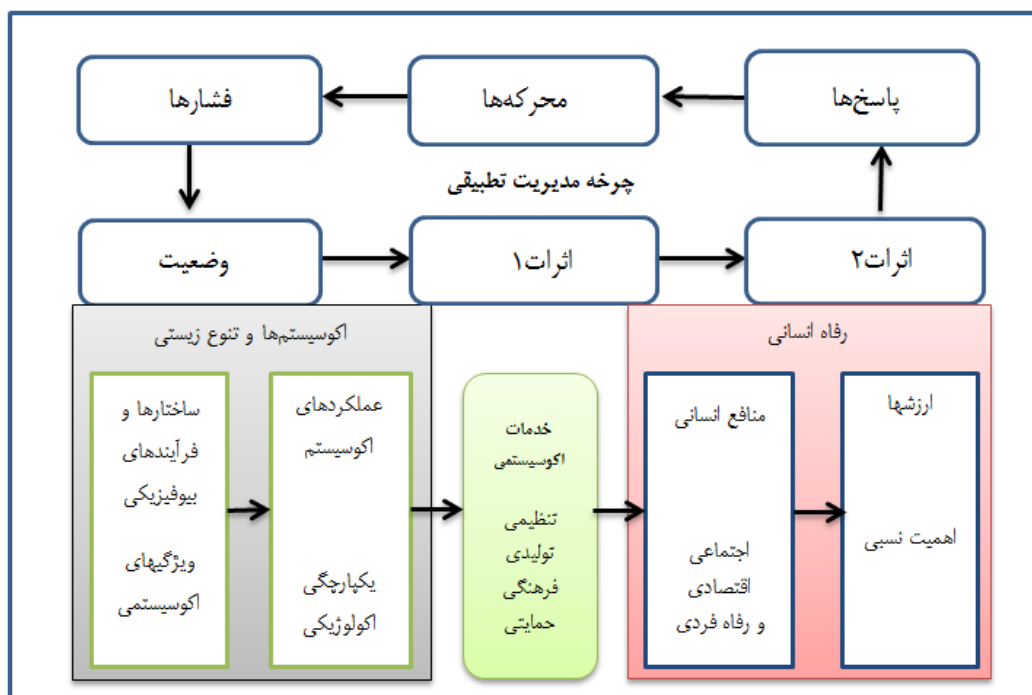 پاسخ‌ها
محرکه‌ها
فشارها
چرخه مدیریت تطبیقی
اثرات۲
اثرات۱
وضعیت
رفاه انسانی
اکوسیستم‌ها و تنوع زیستی
ارزشها
اهمیت نسبی
منافع انسانی
اجتماعی
اقتصادی
و رفاه فردی
خدمات
اکوسیستمی
تنظیمی
تولیدی
فرهنگی
حمایتی
عملکردهای
اکوسیستم
یکپارچگی
اکولوژیکی
ساختارها و
فرآیندهای
بیوفیزیکی
ویژگیهای
اکوسیستمی